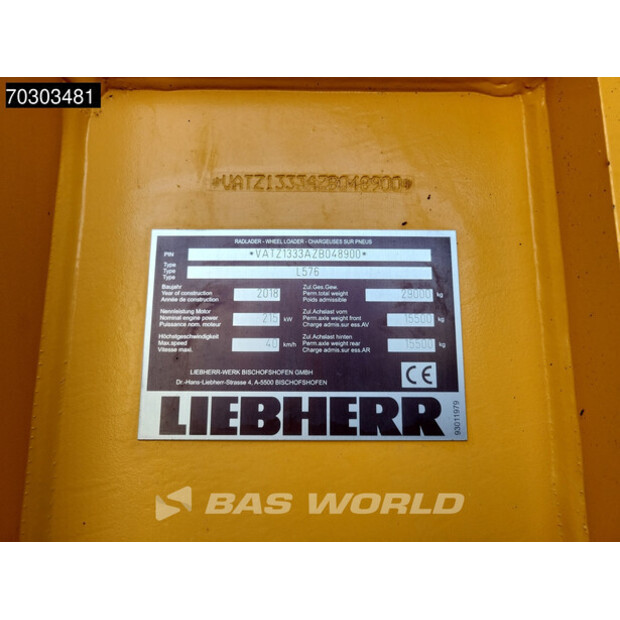 70303481
*VATZ1333AZB048900*
RADLADER - WHEEL LOADER - CHARGEUSES SUR PNEUS
PIN *VATZ1333AZB048900*
Type
Type L576
Type
Baujahr
Year of construction 2018
Année de construction
Zul.Ges.Gew.
Perm.total weight 29000 kg
Poids admissible
Nennleistung Motor
Nominal engine power 215 kW
Puissance nom. moteur
Zul.Achslast vorn
Perm.axle weight front 15500 kg
Charge admis.sur ess.AV
Höchstgeschwindigkeit
Max.speed 40 km/h
Vitesse maxi.
Zul.Achslast hinten
Perm.axle weight rear 15500 kg
Charge admis.sur ess.AR
LIEBHERR-WERK BISCHOFSHOFEN GMBH
Dr.-Hans-Liebherr-Strasse 4, A-5500 BISCHOFSHOFEN
CE
LIEBHERR
93011979
BAS WORLD